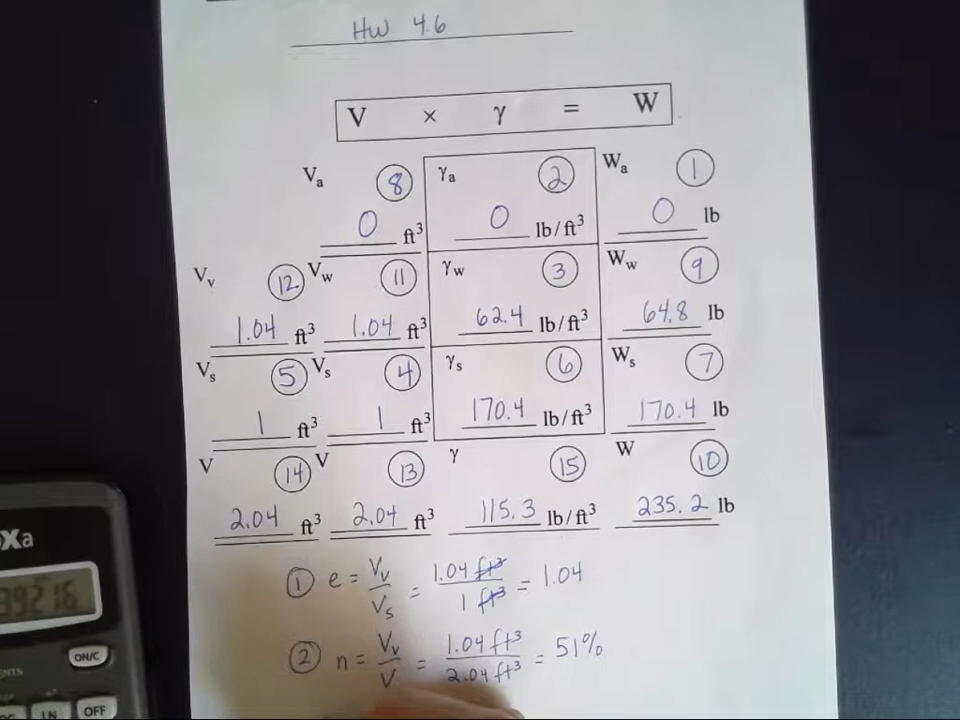 HW 4.6
V × γ = W
Va ⑧ γa ② Wa ①
0 ft³ 0 lb/ft³ 0 lb
Vv ⑫ Vw ⑪ γw ③ Ww ⑨
1.04 ft³ 1.04 ft³ 62.4 lb/ft³ 64.8 lb
Vs ⑤ Vs ④ γs ⑥ Ws ⑦
1 ft³ 1 ft³ 170.4 lb/ft³ 170.4 lb
V ⑭ V ⑬ γ ⑮ W ⑩
2.04 ft³ 2.04 ft³ 115.3 lb/ft³ 235.2 lb
① e = Vv/Vs = 1.04 ft³/1 ft³ = 1.04
② n = Vv/V = 1.04 ft³/2.04 ft³ = 51%
xa
39216
ON/C
LN
OFF